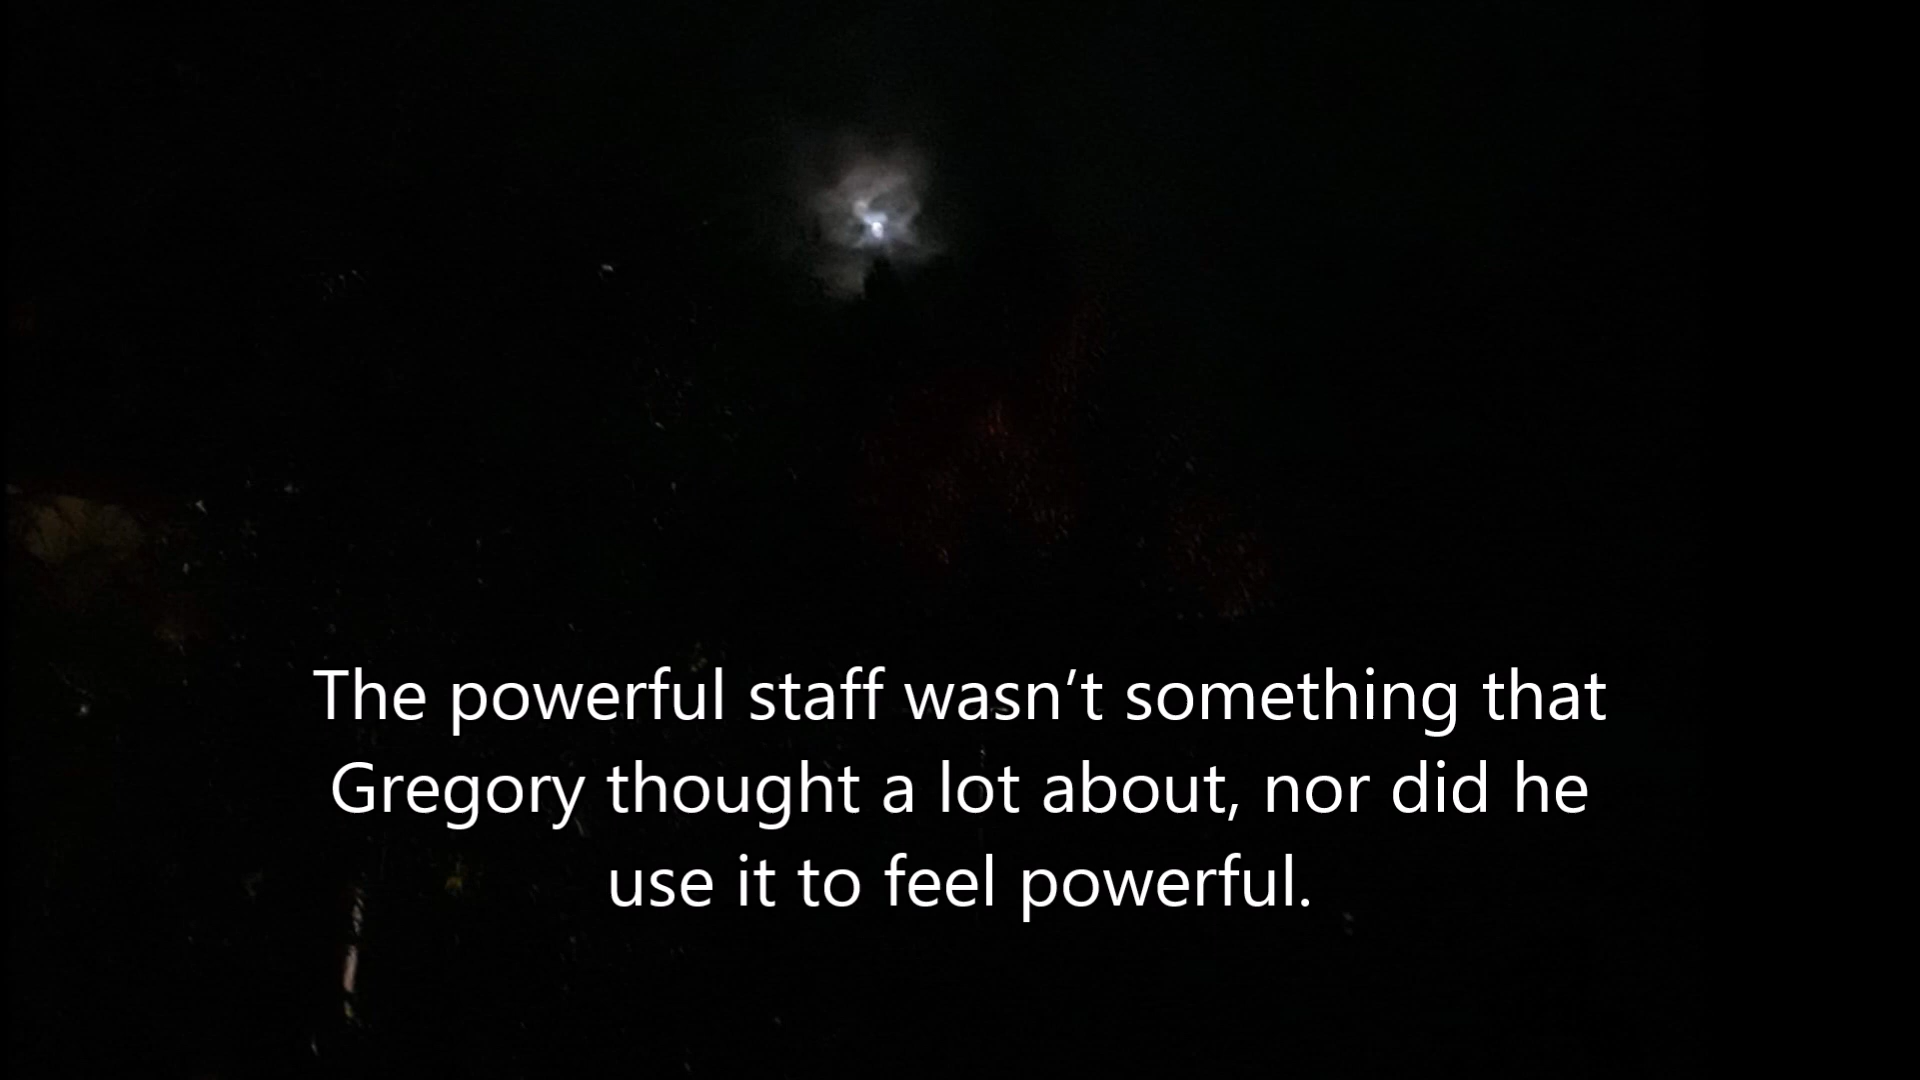 The powerful staff wasn’t something that
Gregory thought a lot about, nor did he
use it to feel powerful.